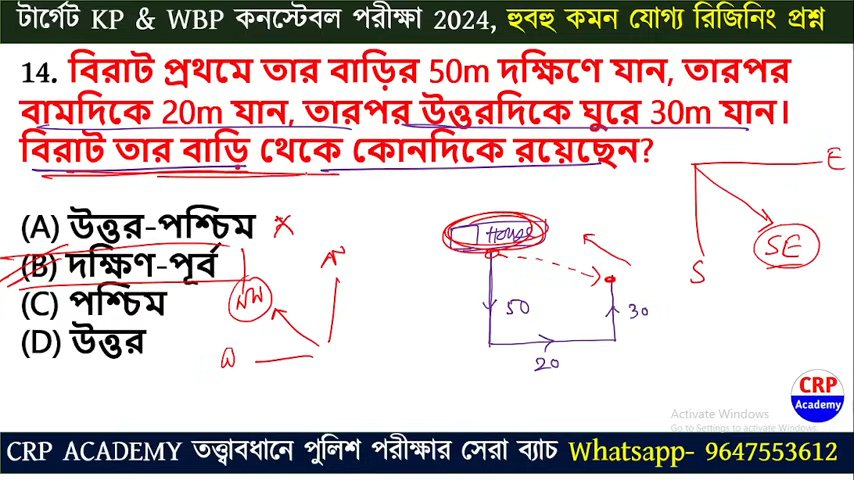 টার্গেট KP & WBP কনস্টেবল পরীক্ষা 2024, হুবহু কমন যোগ্য রিজিনিং প্রশ্ন
14. বিরাট প্রথমে তার বাড়ির 50m দক্ষিণে যান, তারপর
বামদিকে 20m যান, তারপর উত্তরদিকে ঘুরে 30m যান।
বিরাট তার বাড়ি থেকে কোনদিকে রয়েছেন?
E
(A) উত্তর-পশ্চিম X
House
SE
(B) দক্ষিণ-পূর্ব
N
S
(C) পশ্চিম
NW
50
30
(D) উত্তর
W
20
CRP
Academy
Activate Windows
Go to Settings to activate Windows.
CRP ACADEMY তত্ত্বাবধানে পুলিশ পরীক্ষার সেরা ব্যাচ Whatsapp- 9647553612